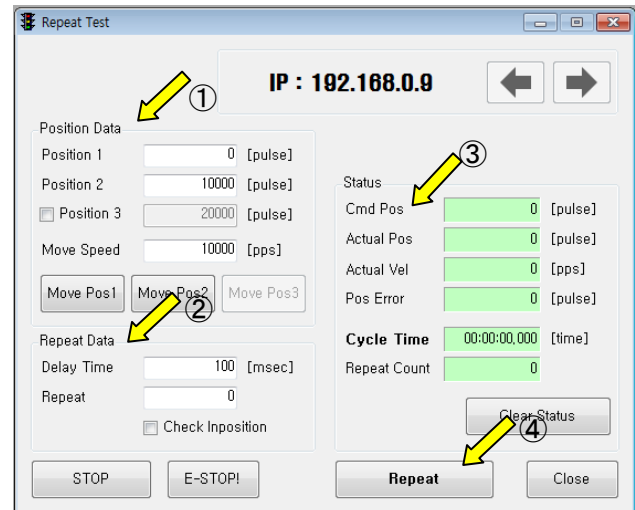 Repeat Test
IP : 192.168.0.9
①
Position Data
Position 1 0 [pulse]
Position 2 10000 [pulse]
Position 3 20000 [pulse]
Move Speed 10000 [pps]
Move Pos1 Move Pos2 Move Pos3
②
Repeat Data
Delay Time 100 [msec]
Repeat 0
Check Inposition
③
Status
Cmd Pos 0 [pulse]
Actual Pos 0 [pulse]
Actual Vel 0 [pps]
Pos Error 0 [pulse]
Cycle Time 00:00:00,000 [time]
Repeat Count 0
Clear Status
④
STOP E-STOP! Repeat Close